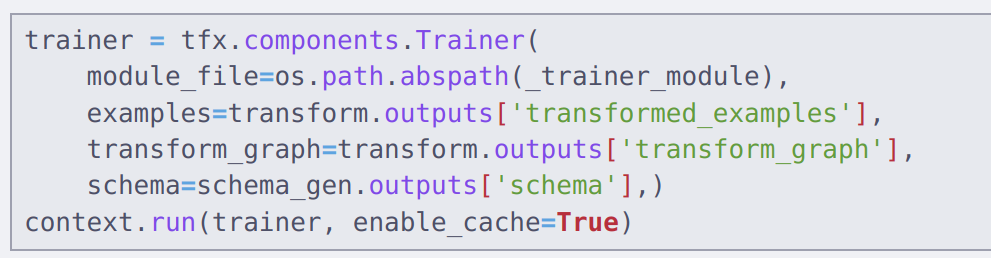 trainer = tfx.components.Trainer(
    module_file=os.path.abspath(_trainer_module),
    examples=transform.outputs['transformed_examples'],
    transform_graph=transform.outputs['transform_graph'],
    schema=schema_gen.outputs['schema'],)
context.run(trainer, enable_cache=True)